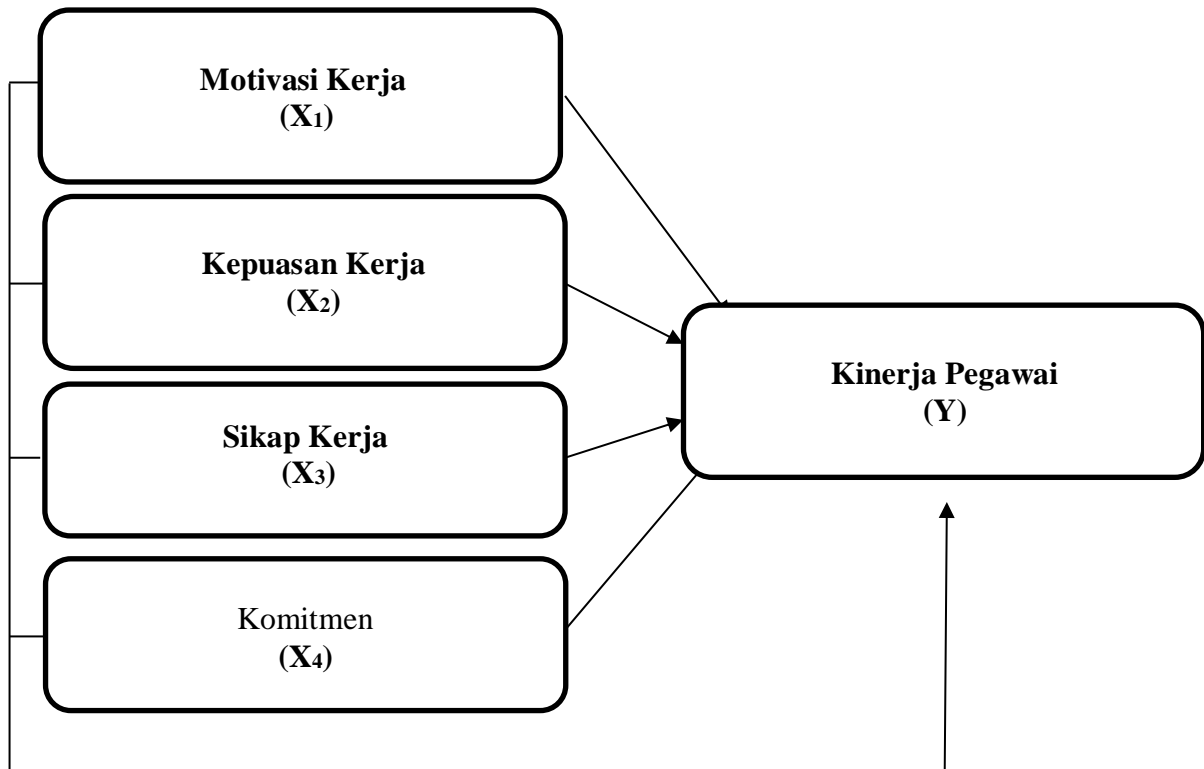 Motivasi Kerja
(X₁)
Kepuasan Kerja
(X₂)
Sikap Kerja
(X₃)
Komitmen
(X₄)
Kinerja Pegawai
(Y)